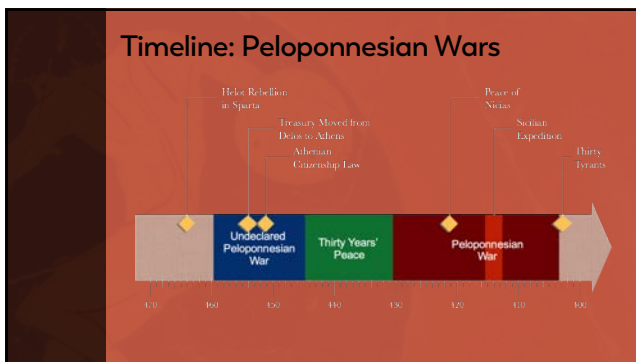 Timeline: Peloponnesian Wars
Helot Rebellion
in Sparta
Treasury Moved from
Delos to Athens
Athenian
Citizenship Law
Peace of
Nicias
Sicilian
Expedition
Thirty
Tyrants
Undeclared
Peloponnesian
War
Thirty Years'
Peace
Peloponnesian
War
470 460 450 440 430 420 410 400